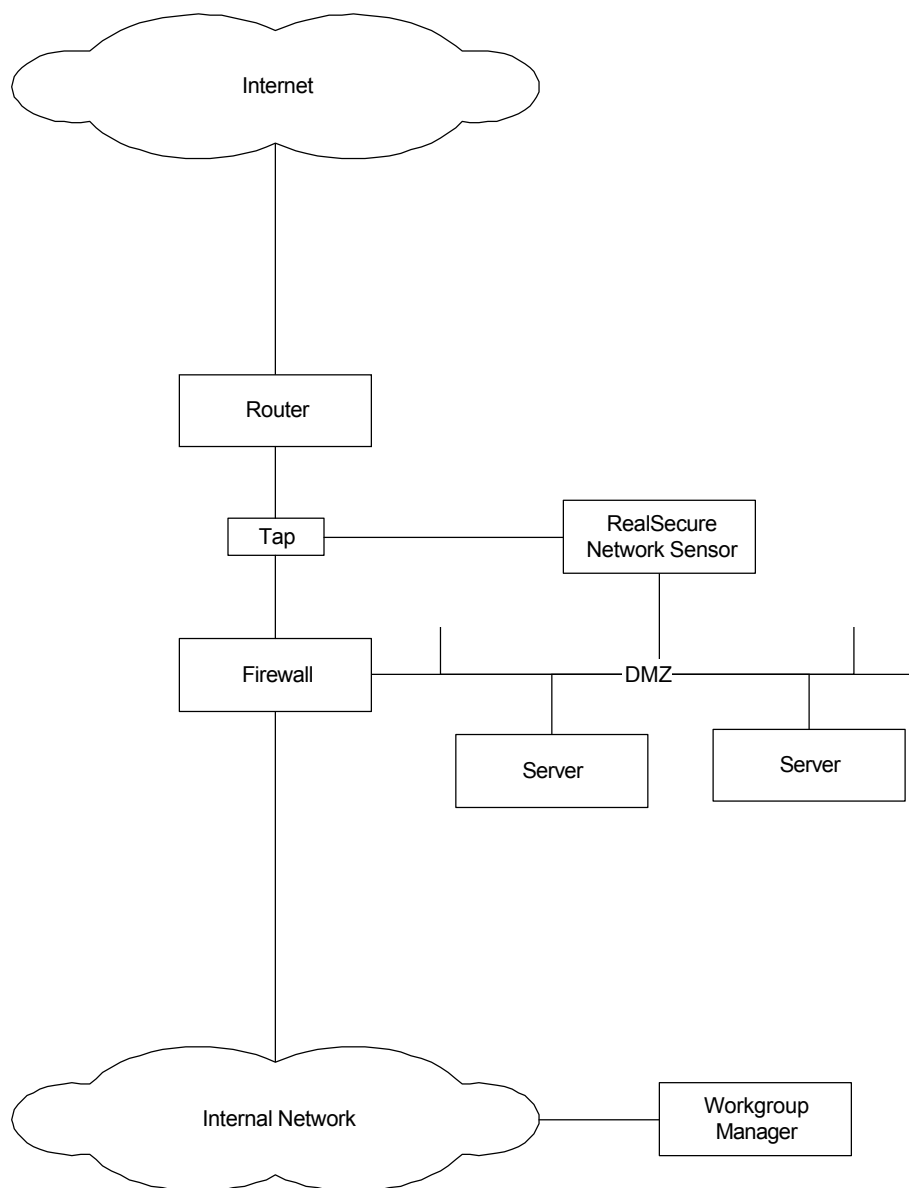 Internet
Router
Tap
RealSecure
Network Sensor
Firewall
DMZ
Server
Server
Internal Network
Workgroup
Manager